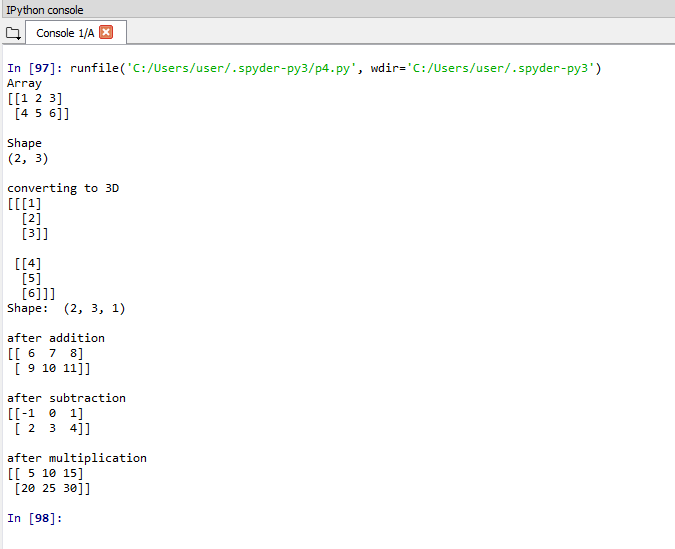 IPython console
Console 1/A
In [97]: runfile('C:/Users/user/.spyder-py3/p4.py', wdir='C:/Users/user/.spyder-py3')
Array
[[1 2 3]
 [4 5 6]]
Shape
(2, 3)
converting to 3D
[[[1]
  [2]
  [3]]
 [[4]
  [5]
  [6]]]
Shape:  (2, 3, 1)
after addition
[[ 6  7  8]
 [ 9 10 11]]
after subtraction
[[-1  0  1]
 [ 2  3  4]]
after multiplication
[[ 5 10 15]
 [20 25 30]]
In [98]: